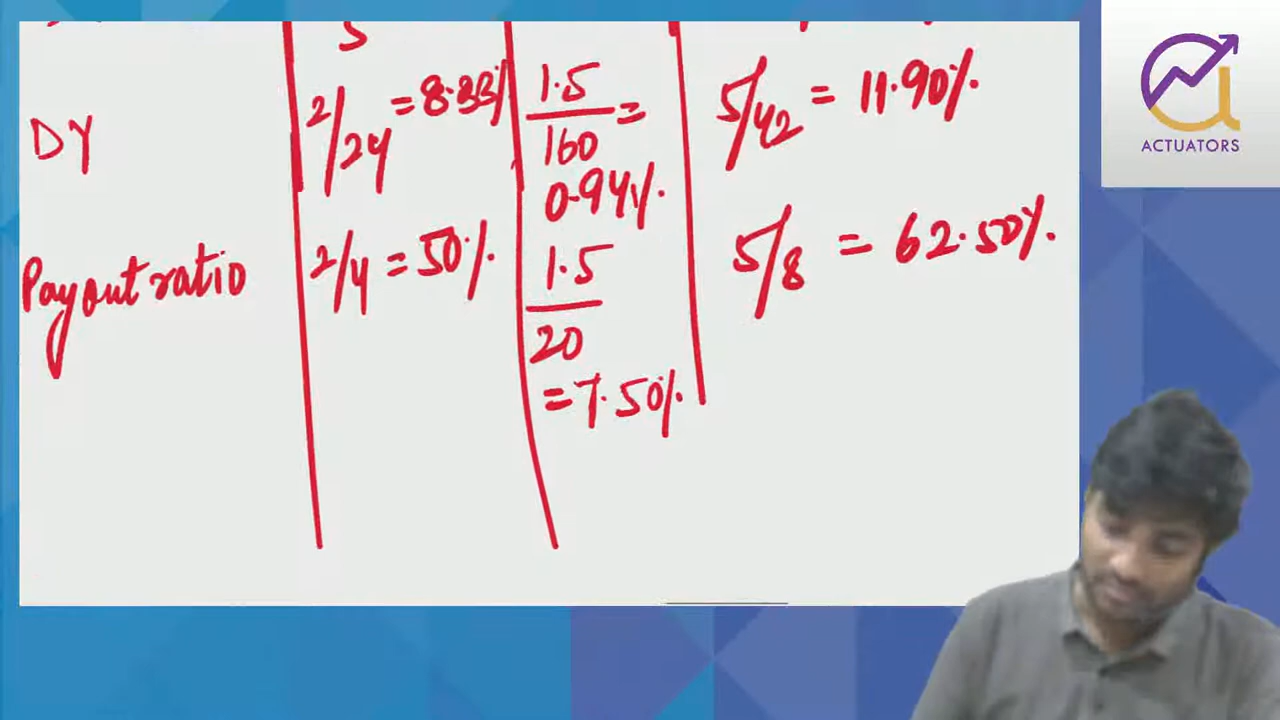 5
DY 2/24 = 8.33% 1.5/160 = 0.94% 5/42 = 11.90%
Payout ratio 2/4 = 50% 1.5/20 = 7.50% 5/8 = 62.50%
ACTUATORS